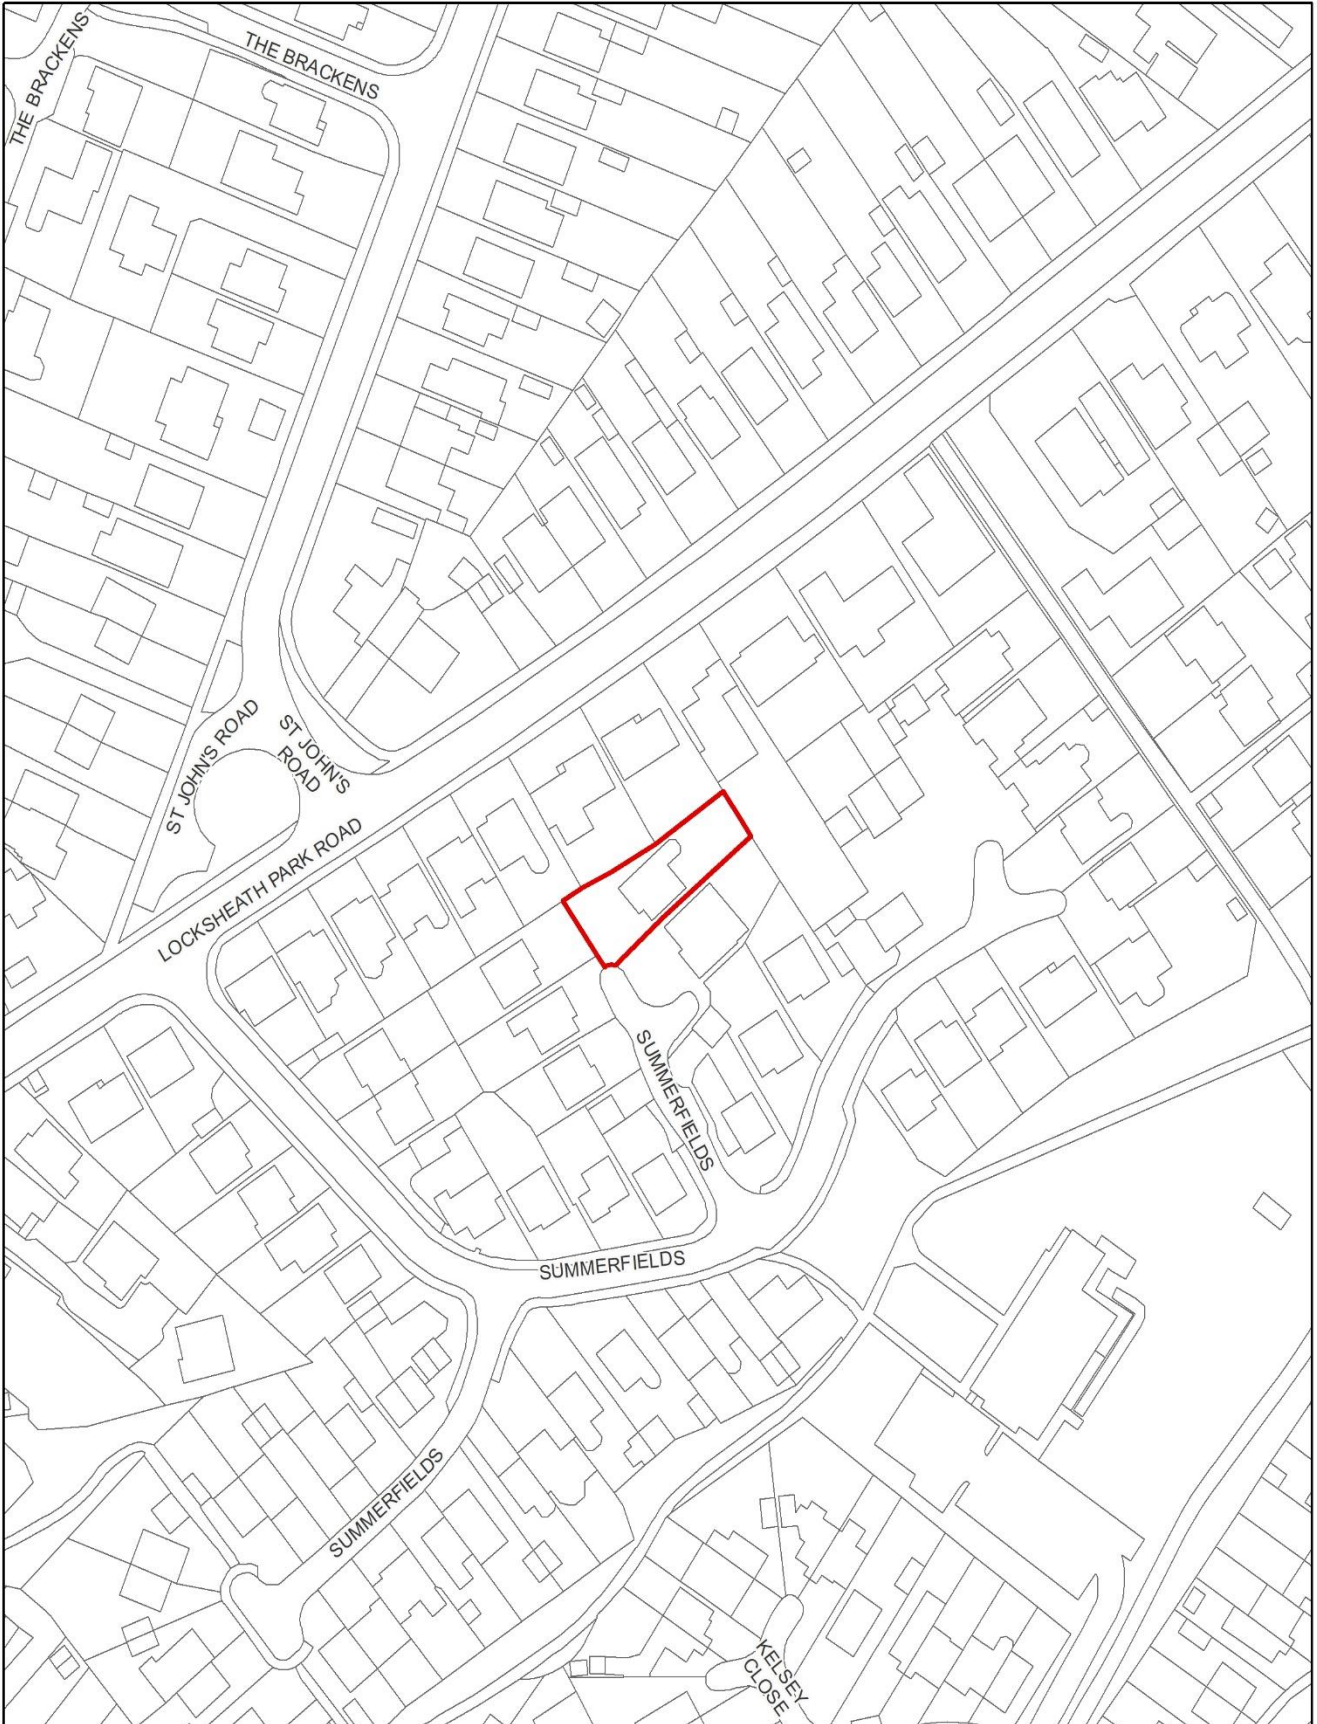 THE BRACKENS
THE BRACKENS
ST JOHN'S ROAD
ST JOHN'S
ROAD
LOCKSHEATH PARK ROAD
SUMMERFIELDS
SUMMERFIELDS
SUMMERFIELDS
KELSEY
CLOSE